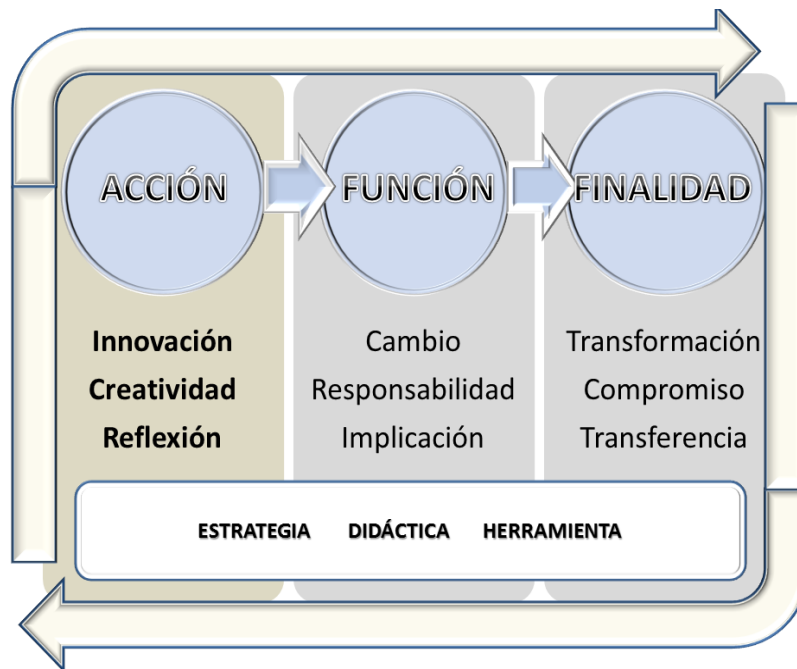 ACCIÓN
FUNCIÓN
FINALIDAD
Innovación
Creatividad
Reflexión
Cambio
Responsabilidad
Implicación
Transformación
Compromiso
Transferencia
ESTRATEGIA DIDÁCTICA HERRAMIENTA